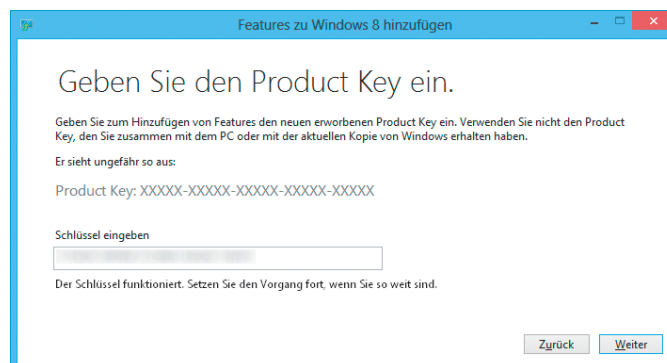 Features zu Windows 8 hinzufügen
Geben Sie den Product Key ein.
Geben Sie zum Hinzufügen von Features den neuen erworbenen Product Key ein. Verwenden Sie nicht den Product
Key, den Sie zusammen mit dem PC oder mit der aktuellen Kopie von Windows erhalten haben.
Er sieht ungefähr so aus:
Product Key: XXXXX-XXXXX-XXXXX-XXXXX-XXXXX
Schlüssel eingeben
Der Schlüssel funktioniert. Setzen Sie den Vorgang fort, wenn Sie so weit sind.
Zurück Weiter